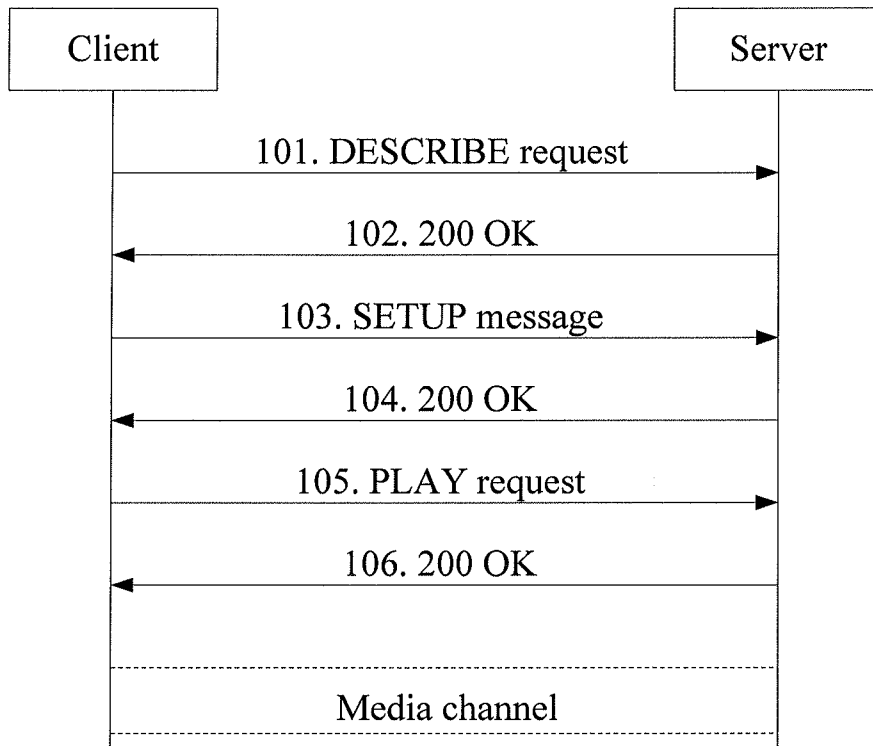 Client
Server
101. DESCRIBE request
102. 200 OK
103. SETUP message
104. 200 OK
105. PLAY request
106. 200 OK
Media channel